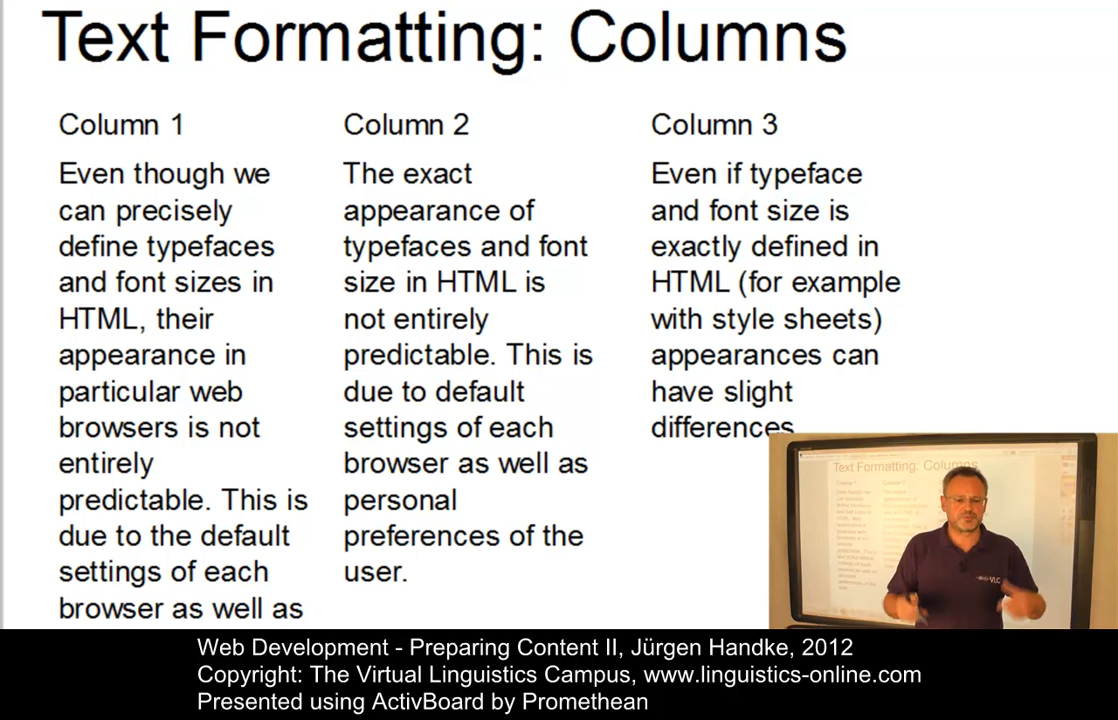 Text Formatting: Columns
Column 1
Even though we
can precisely
define typefaces
and font sizes in
HTML, their
appearance in
particular web
browsers is not
entirely
predictable. This is
due to the default
settings of each
browser as well as
Column 2
The exact
appearance of
typefaces and font
size in HTML is
not entirely
predictable. This is
due to default
settings of each
browser as well as
personal
preferences of the
user.
Column 3
Even if typeface
and font size is
exactly defined in
HTML (for example
with style sheets)
appearances can
have slight
differences
Text Formatting: Columns
VLC
Web Development - Preparing Content II, Jürgen Handke, 2012
Copyright: The Virtual Linguistics Campus, www.linguistics-online.com
Presented using ActivBoard by Promethean